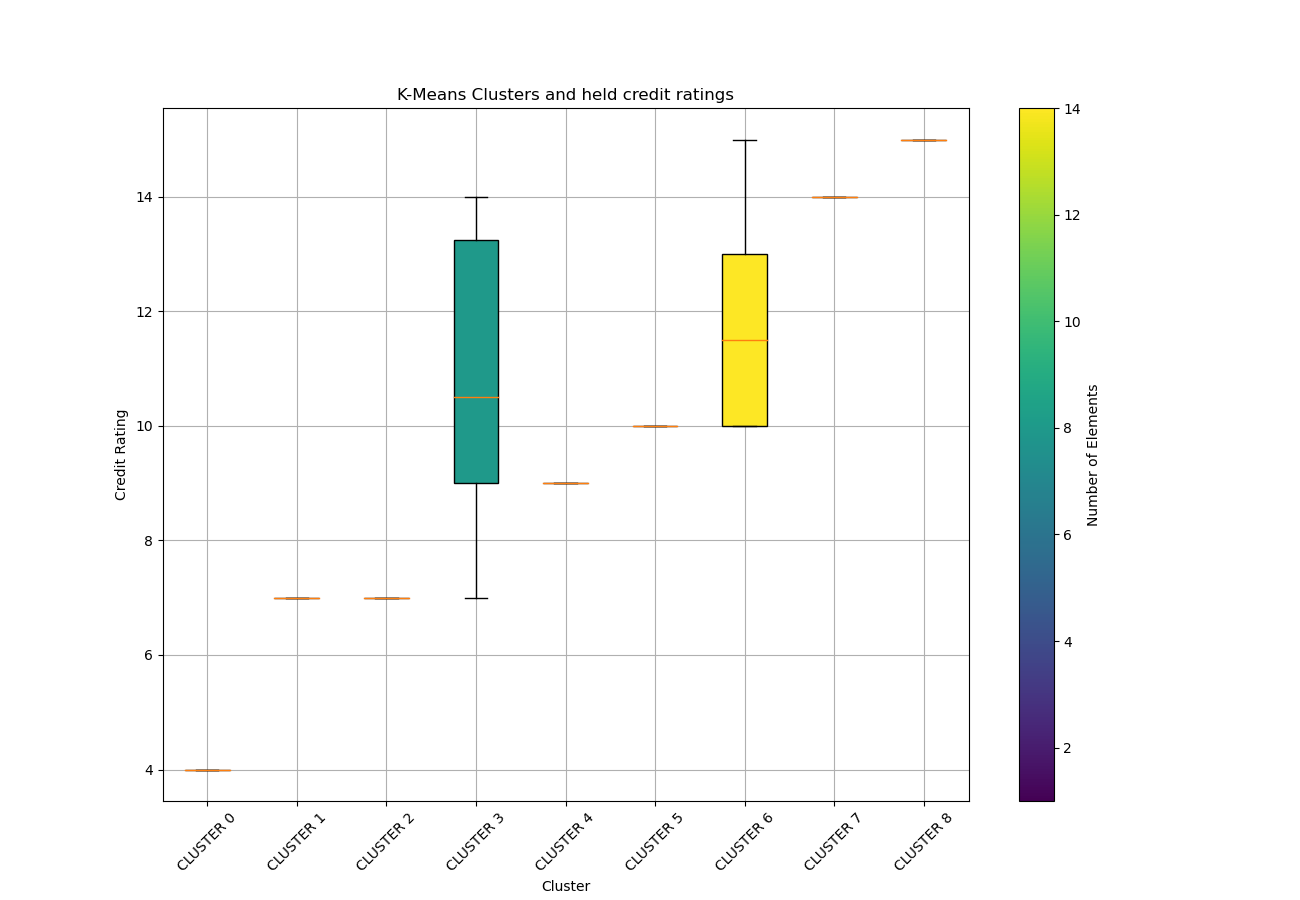 K-Means Clusters and held credit ratings
Credit Rating
14
12
10
8
6
4
CLUSTER 0
CLUSTER 1
CLUSTER 2
CLUSTER 3
CLUSTER 4
CLUSTER 5
CLUSTER 6
CLUSTER 7
CLUSTER 8
Cluster
14
12
10
8
6
4
2
Number of Elements